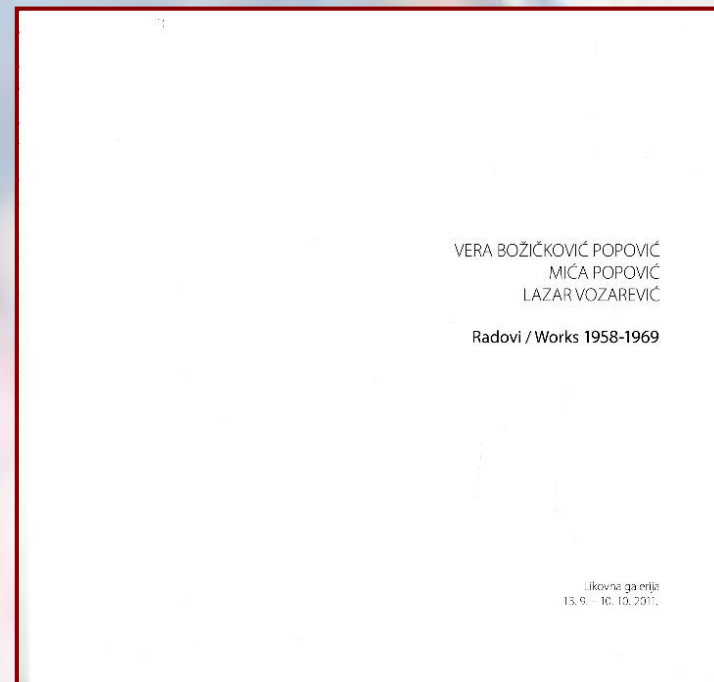 VERA BOŽIČKOVIĆ POPOVIĆ
MIĆA POPOVIĆ
LAZAR VOZAREVIĆ
Radovi / Works 1958-1969
Likovna galerija
13. 9. – 10. 10. 2011.